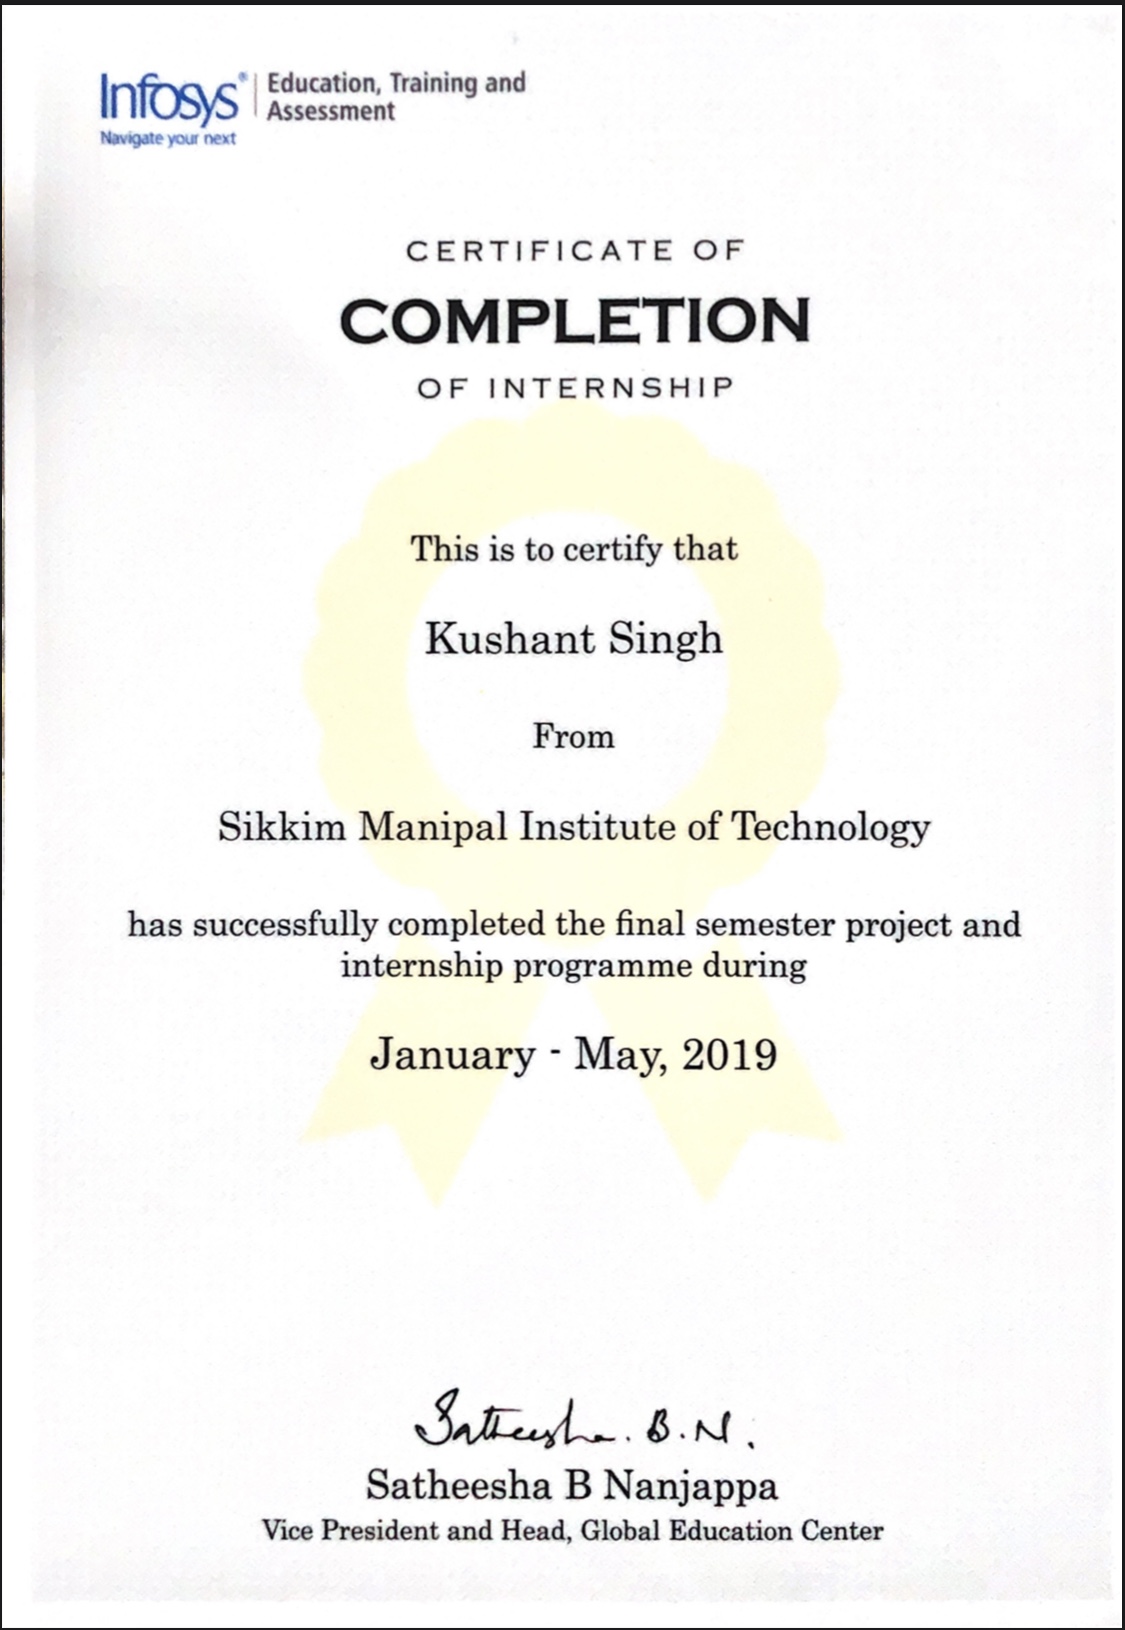 Infosys® | Education, Training and
Assessment
Navigate your next
CERTIFICATE OF
COMPLETION
OF INTERNSHIP
This is to certify that
Kushant Singh
From
Sikkim Manipal Institute of Technology
has successfully completed the final semester project and
internship programme during
January - May, 2019
Satheesha. B.N.
Satheesha B Nanjappa
Vice President and Head, Global Education Center